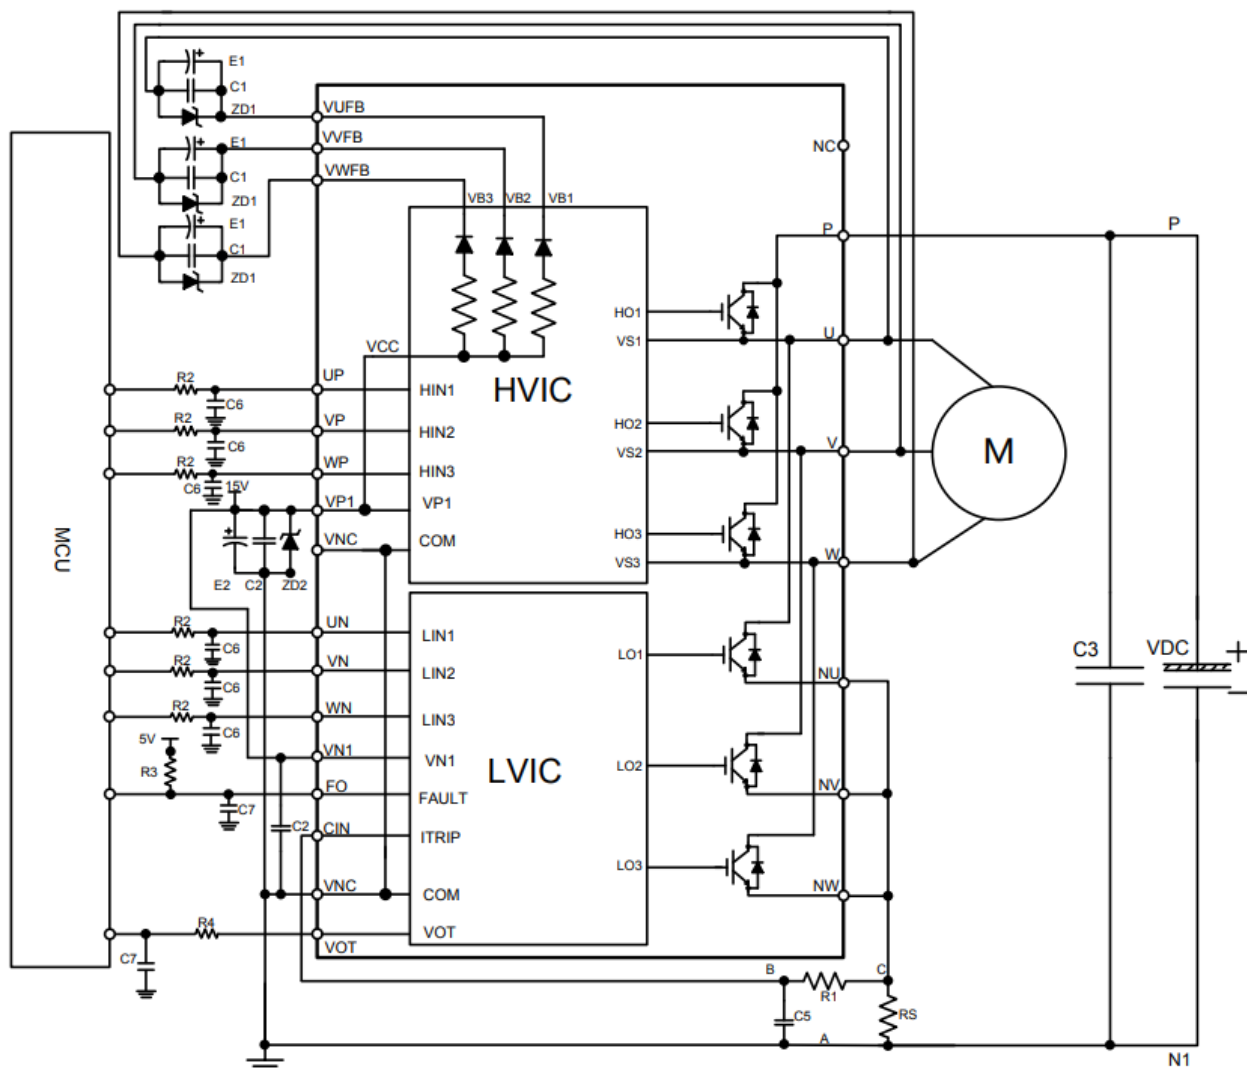 E1
C1
ZD1
VUFB
E1
VVFB
NC
C1
VWFB
ZD1
VB3 VB2 VB1
E1
P
P
C1
ZD1
HO1
U
VS1
VCC
R2
UP
HIN1
HVIC
C6
R2
VP
HIN2
HO2
V
C6
VS2
M
R2
WP
HIN3
C6
15V
VP1
VP1
MCU
VNC
COM
HO3
W
VS3
E2
C2
ZD2
R2
UN
LIN1
C6
LO1
C3
VDC
+
R2
VN
LIN2
NU
C6
−
R2
WN
LIN3
C6
5V
VN1
VN1
LVIC
LO2
R3
FO
FAULT
NV
C7
C2
CIN
ITRIP
LO3
VNC
COM
NW
R4
VOT
VOT
C7
B
C
R1
C5
RS
A
N1